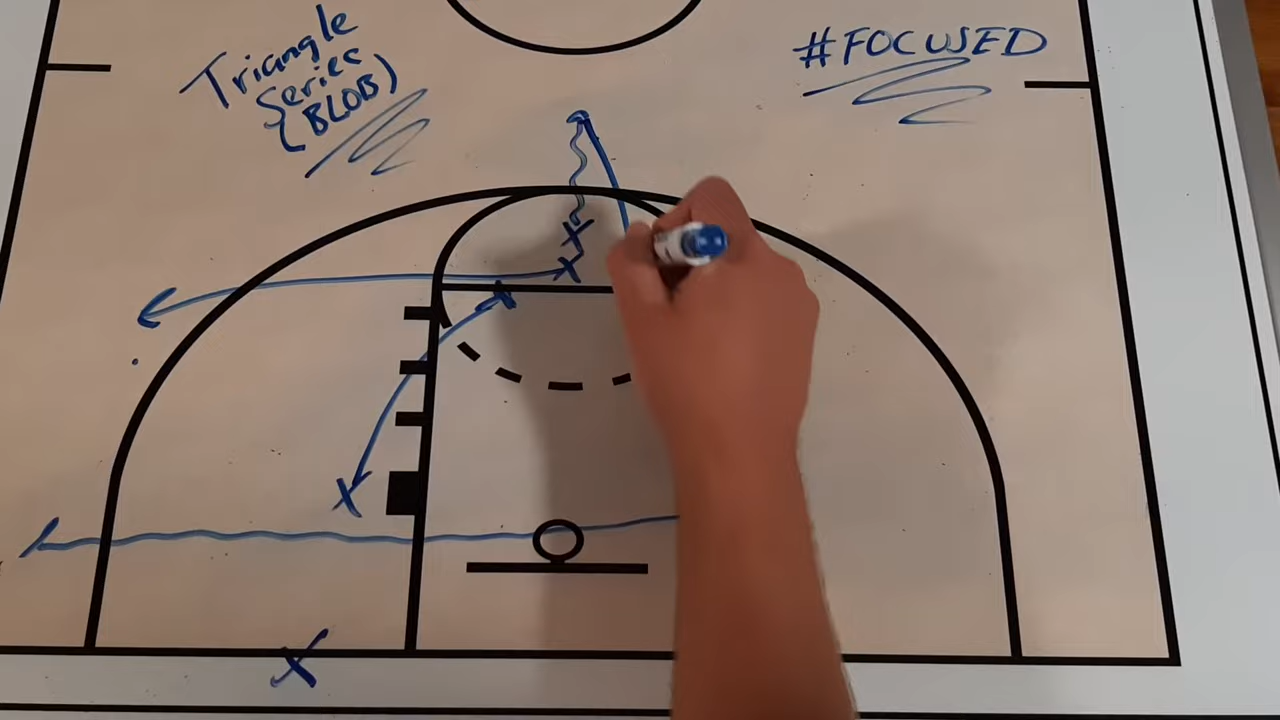 Triangle
Series
(BLOB)
#FOCUSED
X
X
X
X